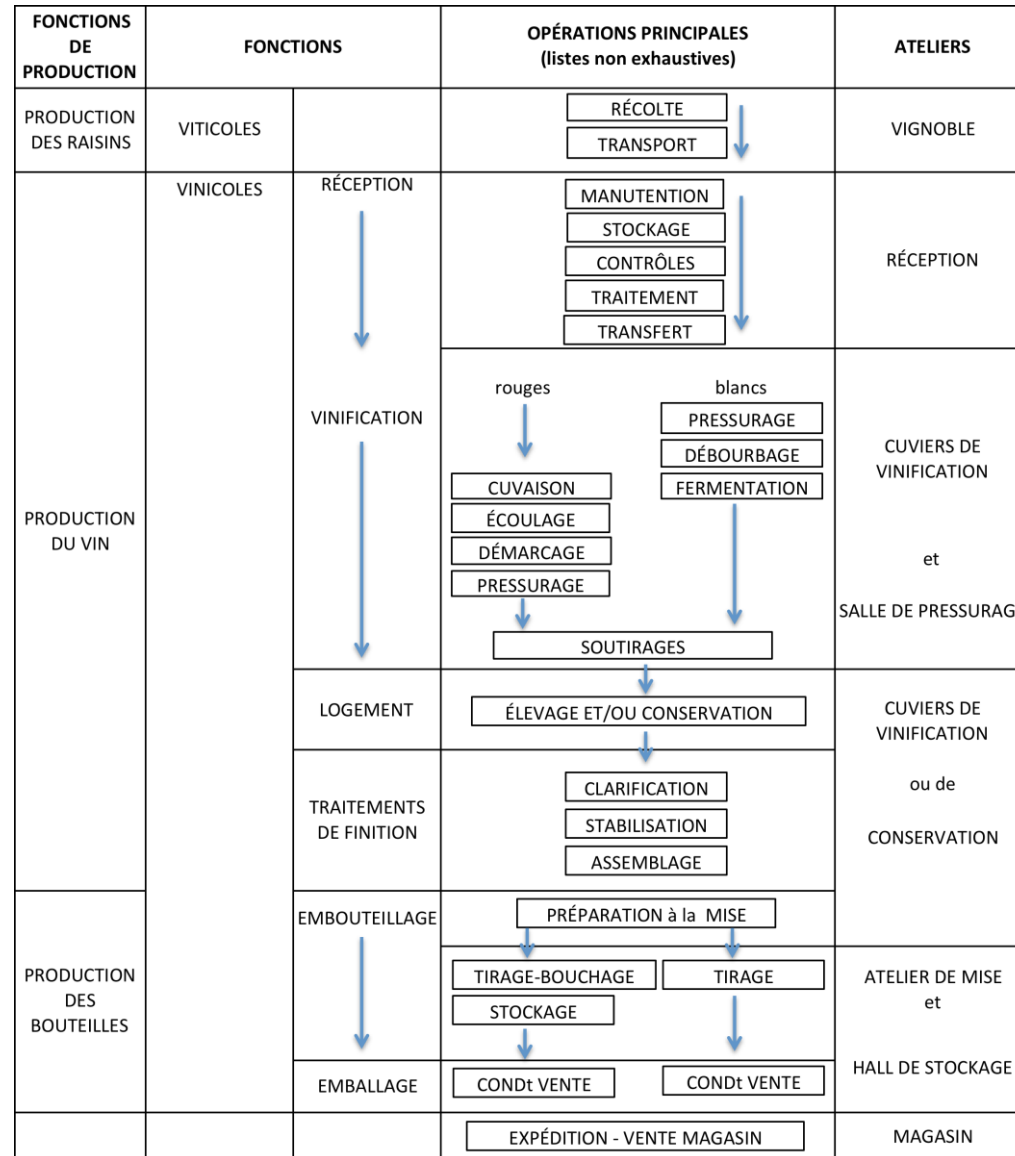 FONCTIONS
DE
PRODUCTION
FONCTIONS
OPÉRATIONS PRINCIPALES
(listes non exhaustives)
ATELIERS
PRODUCTION
DES RAISINS
VITICOLES
RÉCOLTE
TRANSPORT
VIGNOBLE
PRODUCTION
DU VIN
VINICOLES
RÉCEPTION
MANUTENTION
STOCKAGE
CONTRÔLES
TRAITEMENT
TRANSFERT
RÉCEPTION
VINIFICATION
rouges
CUVAISON
ÉCOULAGE
DÉMARCAGE
PRESSURAGE
blancs
PRESSURAGE
DÉBOURBAGE
FERMENTATION
SOUTIRAGES
CUVIERS DE
VINIFICATION
et
SALLE DE PRESSURAG
LOGEMENT
ÉLEVAGE ET/OU CONSERVATION
TRAITEMENTS
DE FINITION
CLARIFICATION
STABILISATION
ASSEMBLAGE
CUVIERS DE
VINIFICATION
ou de
CONSERVATION
PRODUCTION
DES
BOUTEILLES
EMBOUTEILLAGE
PRÉPARATION à la MISE
TIRAGE-BOUCHAGE
STOCKAGE
TIRAGE
ATELIER DE MISE
et
HALL DE STOCKAGE
EMBALLAGE
CONDt VENTE
CONDt VENTE
EXPÉDITION - VENTE MAGASIN
MAGASIN